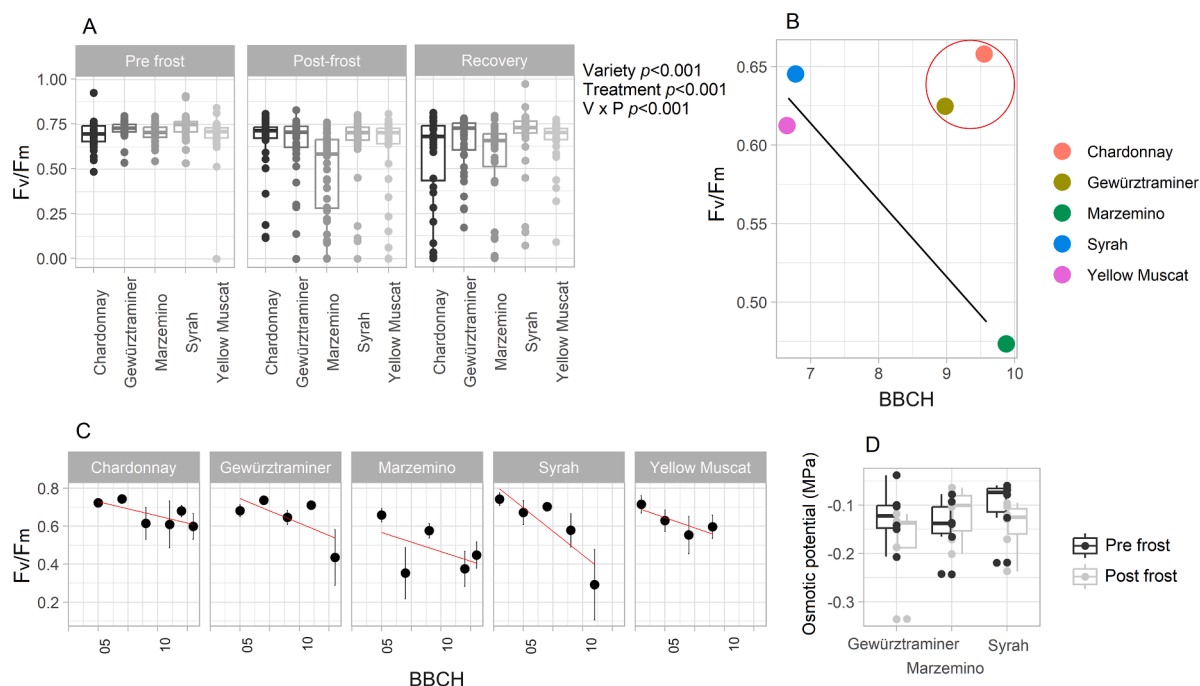 A
Pre frost
Post-frost
Recovery
Variety p<0.001
Treatment p<0.001
V x P p<0.001
Fv/Fm
1.00
0.75
0.50
0.25
0.00
Chardonnay
Gewürztraminer
Marzemino
Syrah
Yellow Muscat
Chardonnay
Gewürztraminer
Marzemino
Syrah
Yellow Muscat
Chardonnay
Gewürztraminer
Marzemino
Syrah
Yellow Muscat
B
Fv/Fm
0.65
0.60
0.55
0.50
7
8
9
10
BBCH
Chardonnay
Gewürztraminer
Marzemino
Syrah
Yellow Muscat
C
Chardonnay
Gewürztraminer
Marzemino
Syrah
Yellow Muscat
Fv/Fm
0.8
0.6
0.4
0.2
05
10
05
10
05
10
05
10
05
10
BBCH
D
Osmotic potential (MPa)
-0.1
-0.2
-0.3
Gewürztraminer
Marzemino
Syrah
Pre frost
Post frost